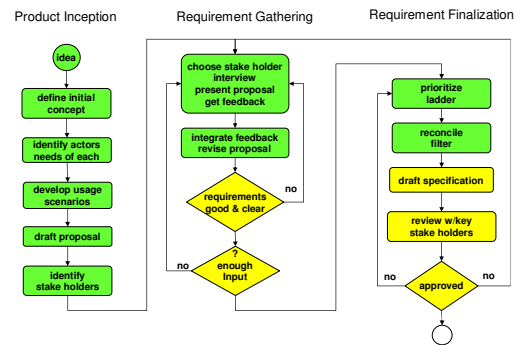 Product Inception
Requirement Gathering
Requirement Finalization
idea
define initial
concept
identify actors
needs of each
develop usage
scenarios
draft proposal
identify
stake holders
choose stake holder
interview
present proposal
get feedback
integrate feedback
revise proposal
requirements
good & clear
no
?
enough
Input
no
prioritize
ladder
reconcile
filter
draft specification
review w/key
stake holders
no
approved
no